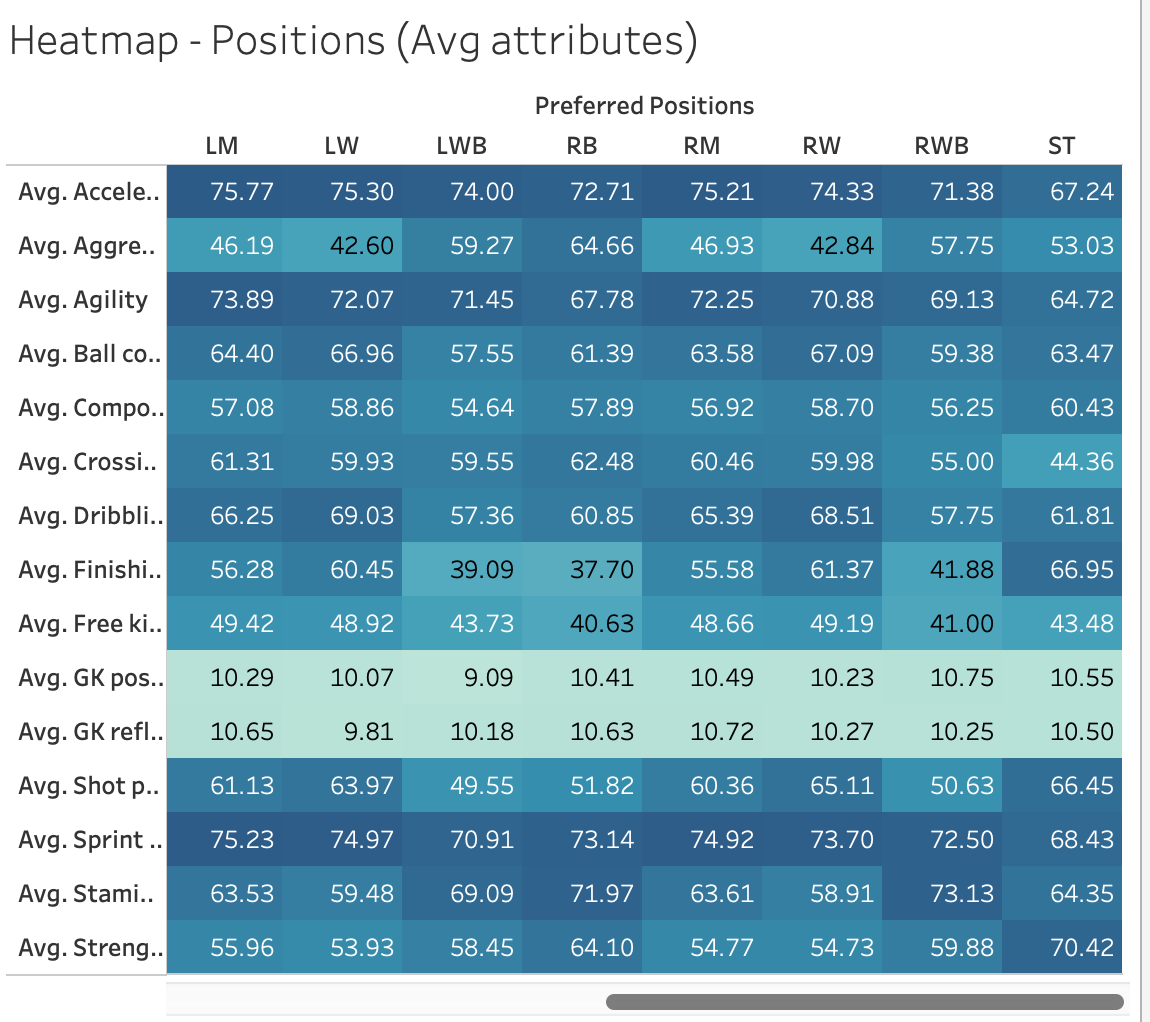 Heatmap - Positions (Avg attributes)
Preferred Positions
LM LW LWB RB RM RW RWB ST
Avg. Accele.. 75.77 75.30 74.00 72.71 75.21 74.33 71.38 67.24
Avg. Aggre.. 46.19 42.60 59.27 64.66 46.93 42.84 57.75 53.03
Avg. Agility 73.89 72.07 71.45 67.78 72.25 70.88 69.13 64.72
Avg. Ball co.. 64.40 66.96 57.55 61.39 63.58 67.09 59.38 63.47
Avg. Compo.. 57.08 58.86 54.64 57.89 56.92 58.70 56.25 60.43
Avg. Crossi.. 61.31 59.93 59.55 62.48 60.46 59.98 55.00 44.36
Avg. Dribbli.. 66.25 69.03 57.36 60.85 65.39 68.51 57.75 61.81
Avg. Finishi.. 56.28 60.45 39.09 37.70 55.58 61.37 41.88 66.95
Avg. Free ki.. 49.42 48.92 43.73 40.63 48.66 49.19 41.00 43.48
Avg. GK pos.. 10.29 10.07 9.09 10.41 10.49 10.23 10.75 10.55
Avg. GK refl.. 10.65 9.81 10.18 10.63 10.72 10.27 10.25 10.50
Avg. Shot p.. 61.13 63.97 49.55 51.82 60.36 65.11 50.63 66.45
Avg. Sprint .. 75.23 74.97 70.91 73.14 74.92 73.70 72.50 68.43
Avg. Stami.. 63.53 59.48 69.09 71.97 63.61 58.91 73.13 64.35
Avg. Streng.. 55.96 53.93 58.45 64.10 54.77 54.73 59.88 70.42